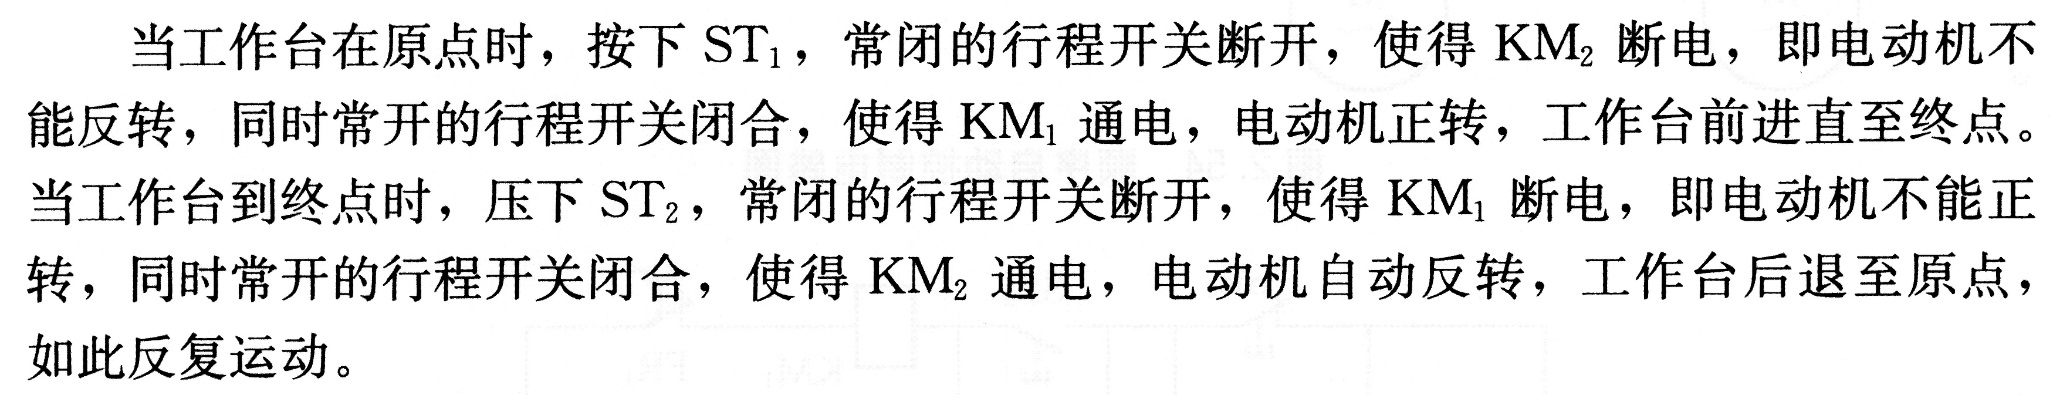 当工作台在原点时，按下 ST₁，常闭的行程开关断开，使得 KM₂ 断电，即电动机不
能反转，同时常开的行程开关闭合，使得 KM₁ 通电，电动机正转，工作台前进直至终点。
当工作台到终点时，压下 ST₂，常闭的行程开关断开，使得 KM₁ 断电，即电动机不能正
转，同时常开的行程开关闭合，使得 KM₂ 通电，电动机自动反转，工作台后退至原点，
如此反复运动。